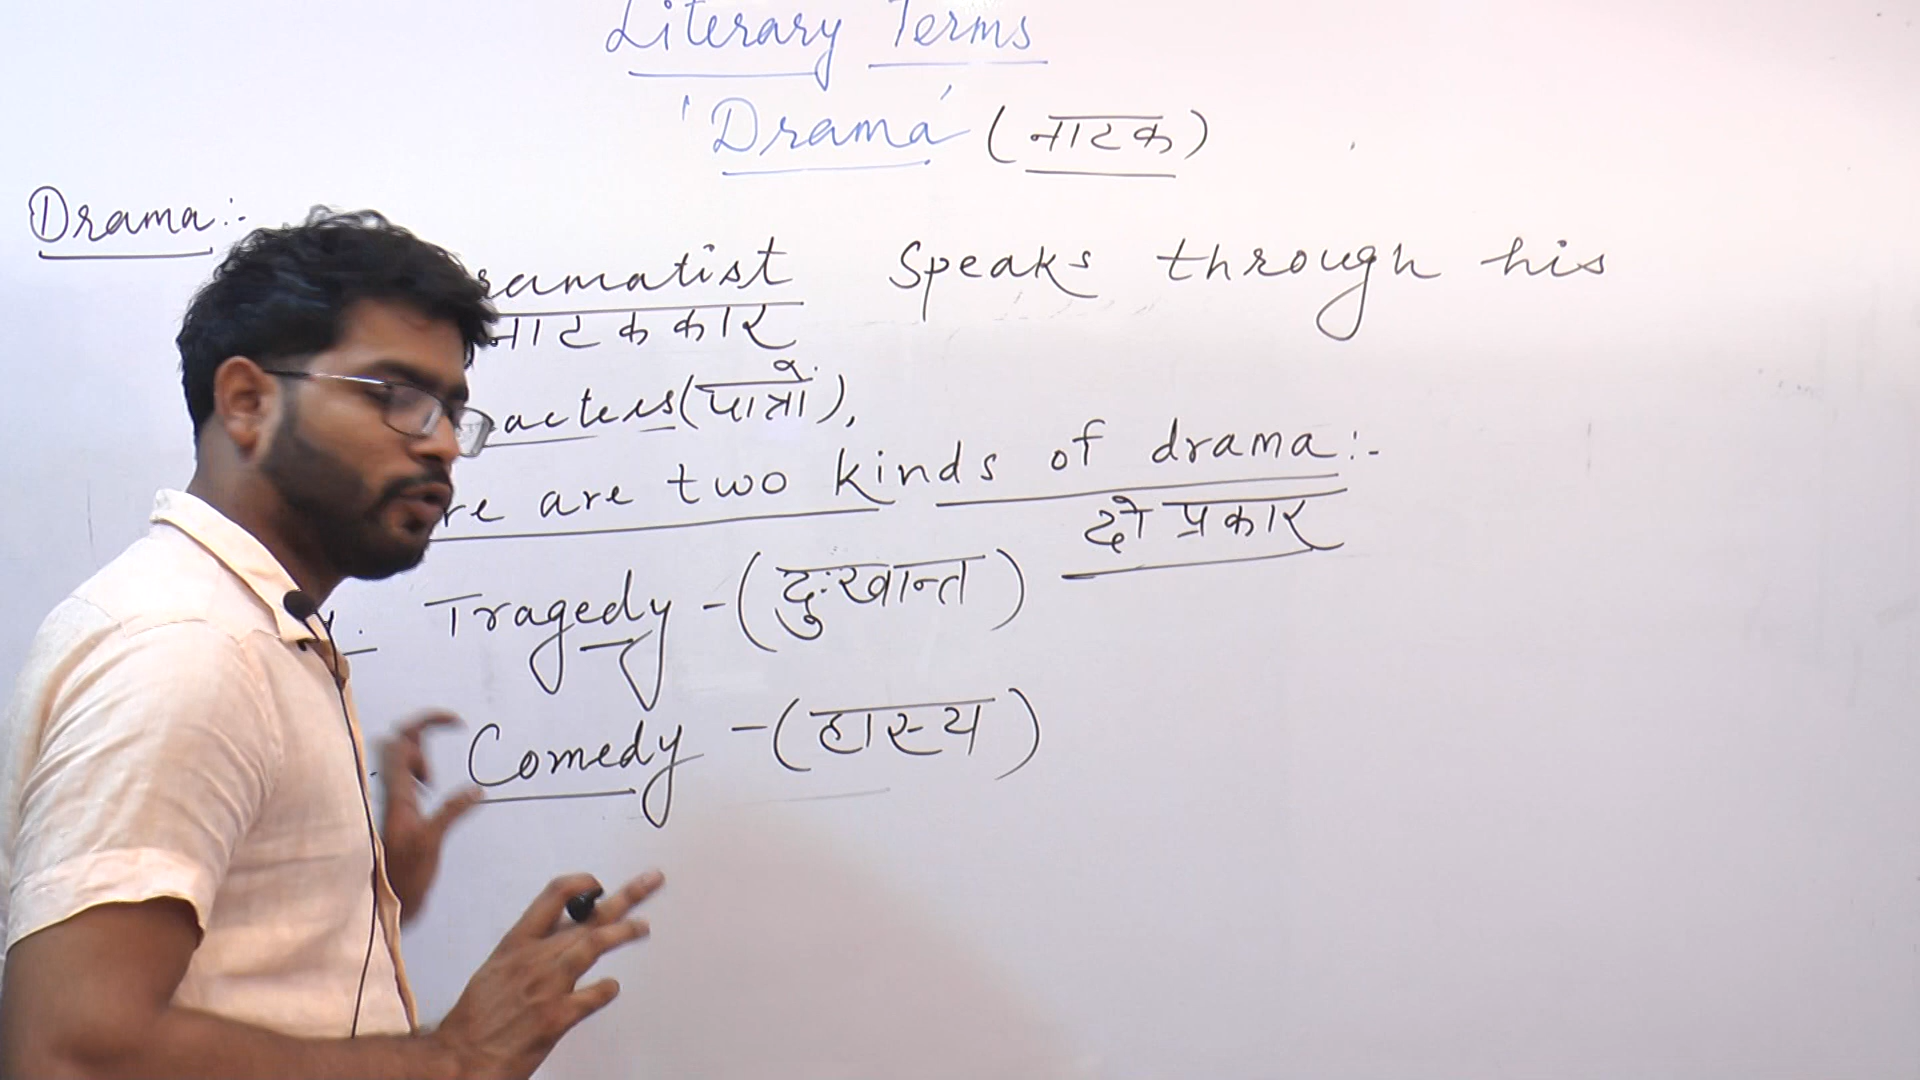 Literary Terms
'Drama' (नाटक)
Drama:-
ramatist Speaks through his
नाटककार
acters (पात्रों),
re are two kinds of drama:-
दो प्रकार
Tragedy - (दुःखान्त)
Comedy - (हास्य)